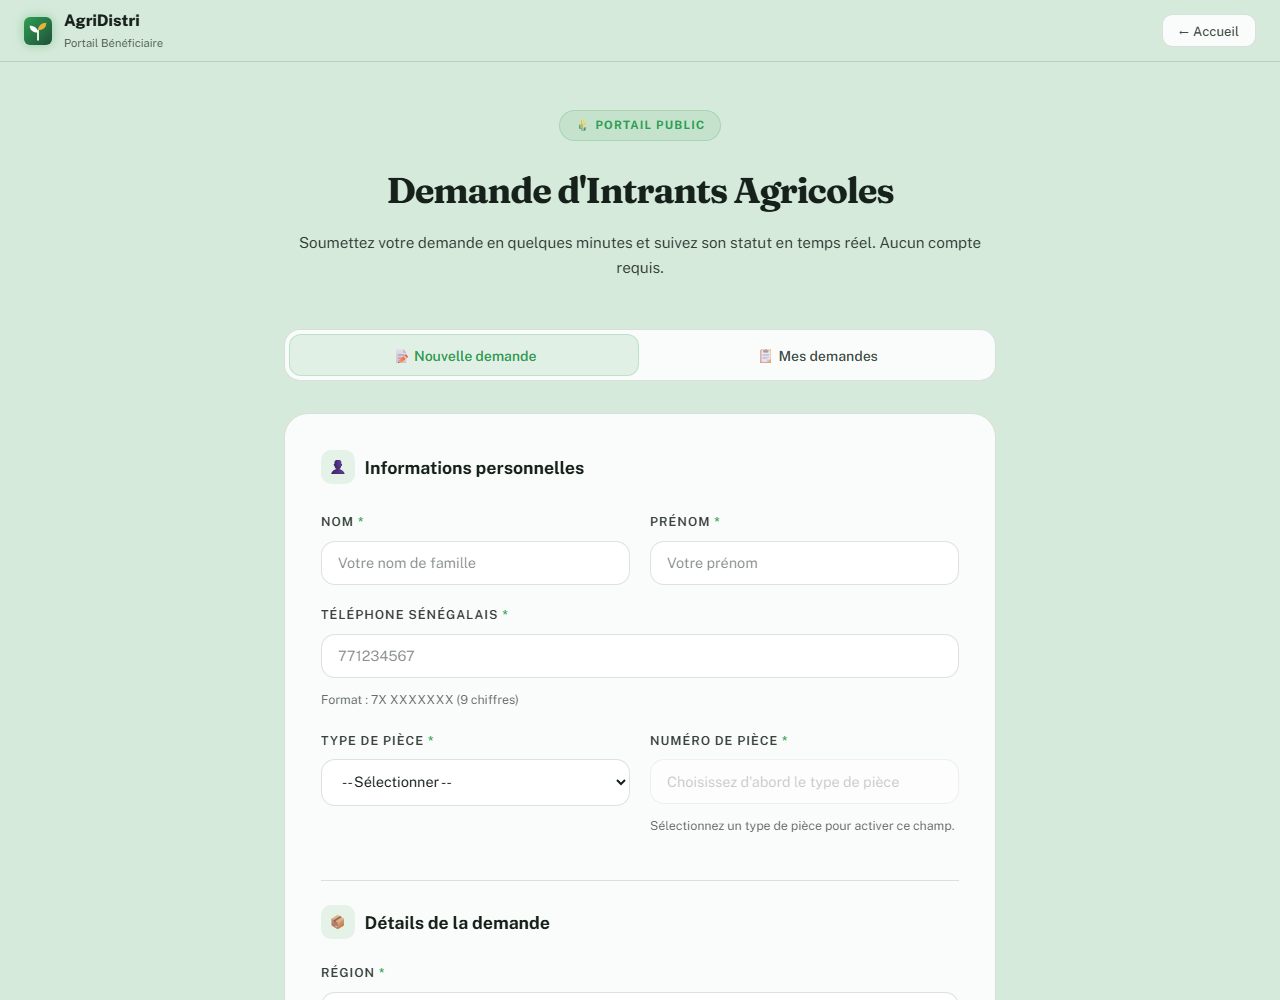 AgriDistri
Portail Bénéficiaire
← Accueil
PORTAIL PUBLIC
Demande d'Intrants Agricoles
Soumettez votre demande en quelques minutes et suivez son statut en temps réel. Aucun compte
requis.
Nouvelle demande
Mes demandes
Informations personnelles
NOM *
PRÉNOM *
Votre nom de famille
Votre prénom
TÉLÉPHONE SÉNÉGALAIS *
771234567
Format : 7X XXXXXXX (9 chiffres)
TYPE DE PIÈCE *
NUMÉRO DE PIÈCE *
-- Sélectionner --
Choisissez d'abord le type de pièce
Sélectionnez un type de pièce pour activer ce champ.
Détails de la demande
RÉGION *